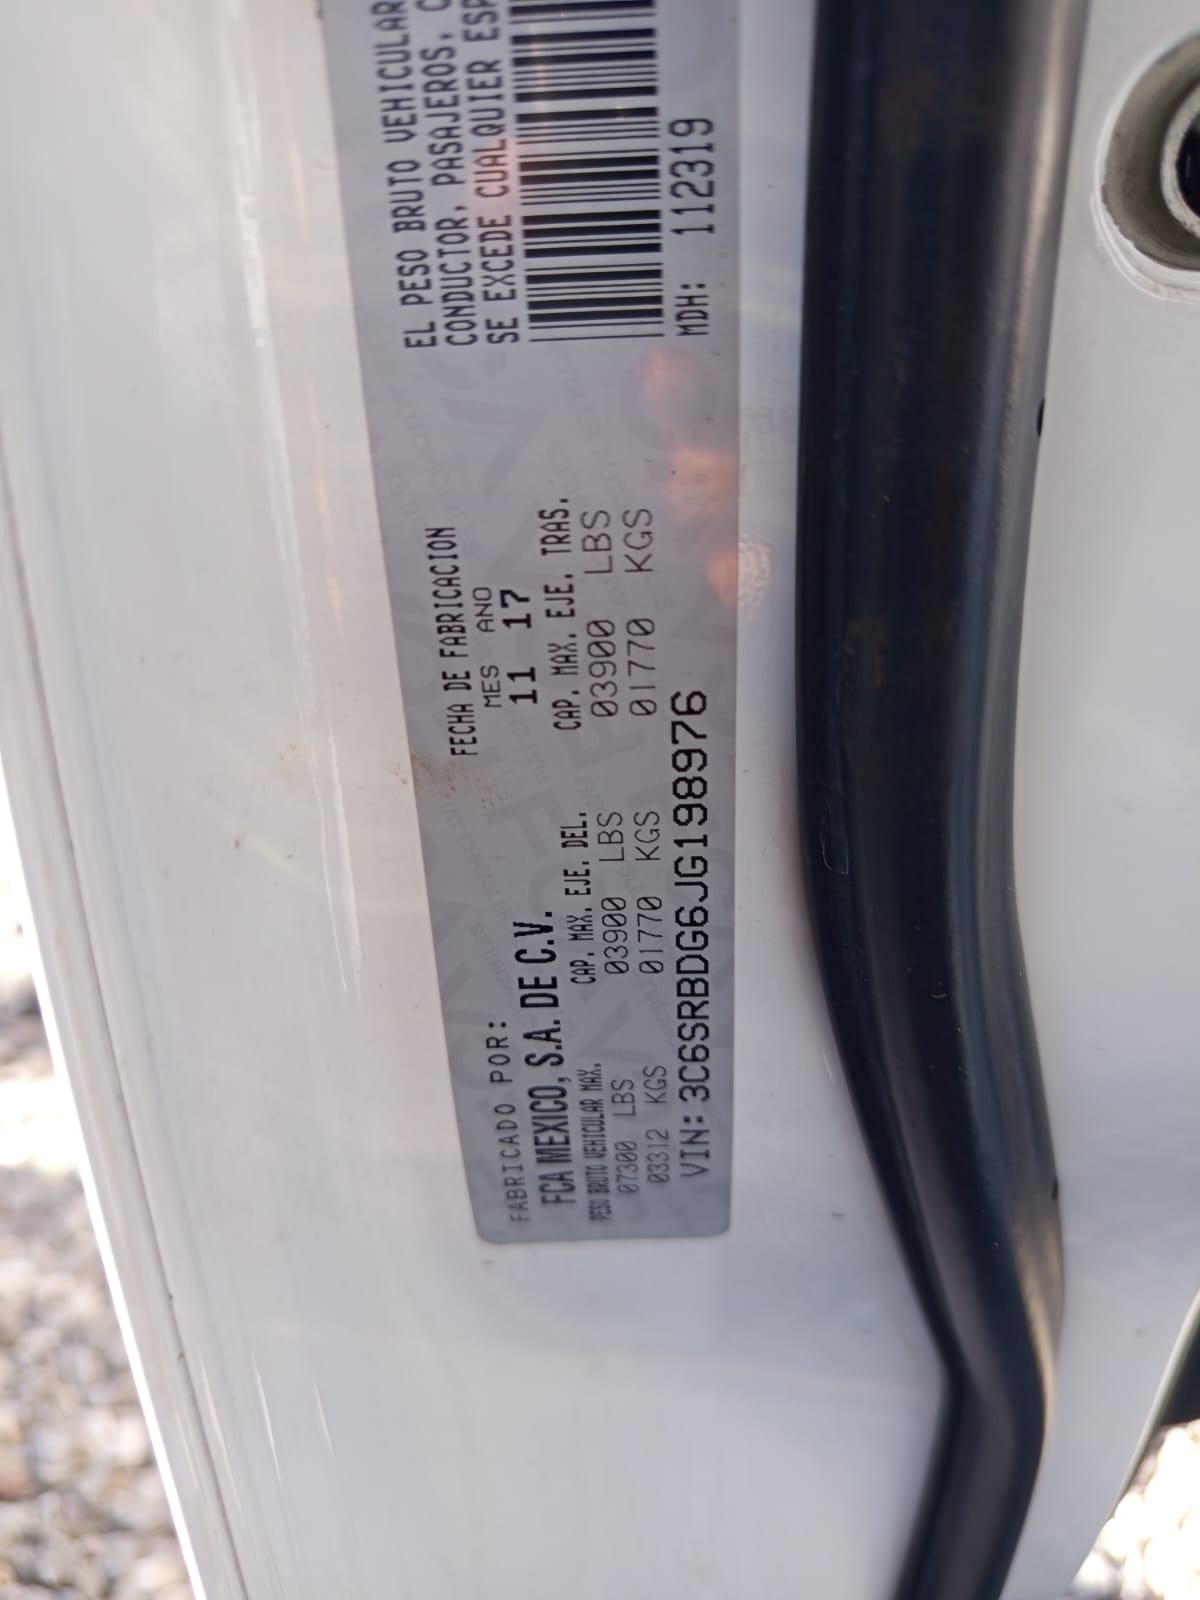 FABRICADO POR:
FCA MEXICO, S.A. DE C.V.
FECHA DE FABRICACION
MES ANO
11 17
PESO BRUTO VEHICULAR MAX.
07300 LBS
03312 KGS
CAP. MAX. EJE. DEL.
03900 LBS
01770 KGS
CAP. MAX. EJE. TRAS.
03900 LBS
01770 KGS
VIN: 3C6SRBDG6JG198976
EL PESO BRUTO VEHICULAR
CONDUCTOR, PASAJEROS, C
SE EXCEDE CUALQUIER ESP
MDH: 112319